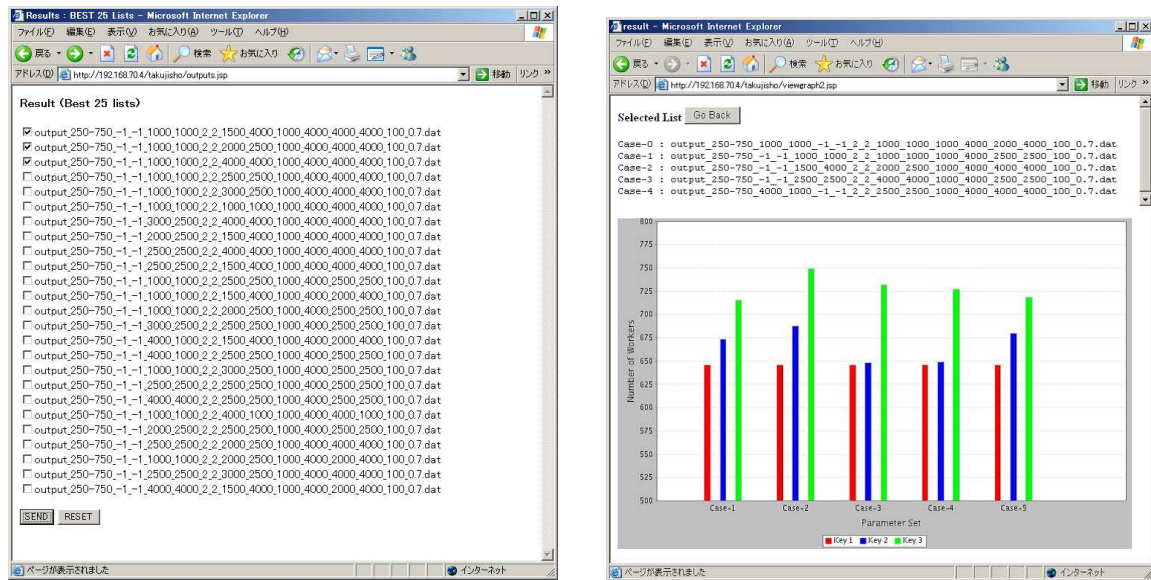 Results : BEST 25 Lists - Microsoft Internet Explorer
ファイル(F) 編集(E) 表示(V) お気に入り(A) ツール(T) ヘルプ(H)
戻る 検索 お気に入り
アドレス(D) http://192.168.70.4/takujisho/outputs.jsp 移動 リンク »
Result (Best 25 lists)
output_250-750_-1_-1_1000_1000_2_2_1500_4000_1000_4000_4000_4000_100_0.7.dat
output_250-750_-1_-1_1000_1000_2_2_2000_2500_1000_4000_4000_4000_100_0.7.dat
output_250-750_-1_-1_1000_1000_2_2_4000_4000_1000_4000_4000_4000_100_0.7.dat
output_250-750_-1_-1_1000_1000_2_2_2500_2500_1000_4000_4000_4000_100_0.7.dat
output_250-750_-1_-1_1000_1000_2_2_3000_2500_1000_4000_4000_4000_100_0.7.dat
output_250-750_-1_-1_1000_1000_2_2_1000_1000_1000_4000_4000_4000_100_0.7.dat
output_250-750_-1_-1_3000_2500_2_2_4000_4000_1000_4000_4000_4000_100_0.7.dat
output_250-750_-1_-1_2000_2500_2_2_1500_4000_1000_4000_4000_4000_100_0.7.dat
output_250-750_-1_-1_2500_2500_2_2_4000_4000_1000_4000_4000_4000_100_0.7.dat
output_250-750_-1_-1_2500_2500_2_2_1500_4000_1000_4000_4000_4000_100_0.7.dat
output_250-750_-1_-1_1000_1000_2_2_2500_2500_1000_4000_2500_2500_100_0.7.dat
output_250-750_-1_-1_1000_1000_2_2_1500_4000_1000_4000_2000_4000_100_0.7.dat
output_250-750_-1_-1_1000_1000_2_2_2000_2500_1000_4000_2500_2500_100_0.7.dat
output_250-750_-1_-1_3000_2500_2_2_2500_2500_1000_4000_2500_2500_100_0.7.dat
output_250-750_-1_-1_4000_1000_2_2_1500_4000_1000_4000_2000_4000_100_0.7.dat
output_250-750_-1_-1_4000_1000_2_2_2500_2500_1000_4000_2500_2500_100_0.7.dat
output_250-750_-1_-1_1000_1000_2_2_3000_2500_1000_4000_2500_2500_100_0.7.dat
output_250-750_-1_-1_2500_2500_2_2_2500_2500_1000_4000_2500_2500_100_0.7.dat
output_250-750_-1_-1_4000_4000_2_2_2500_2500_1000_4000_2500_2500_100_0.7.dat
output_250-750_-1_-1_1000_1000_2_2_4000_1000_1000_4000_4000_1000_100_0.7.dat
output_250-750_-1_-1_2000_2500_2_2_2500_2500_1000_4000_2500_2500_100_0.7.dat
output_250-750_-1_-1_2500_2500_2_2_2000_2500_1000_4000_4000_4000_100_0.7.dat
output_250-750_-1_-1_1000_1000_2_2_2000_2500_1000_4000_2000_4000_100_0.7.dat
output_250-750_-1_-1_2500_2500_2_2_3000_2500_1000_4000_4000_4000_100_0.7.dat
output_250-750_-1_-1_4000_4000_2_2_1500_4000_1000_4000_2000_4000_100_0.7.dat
SEND RESET
ページが表示されました インターネット
result - Microsoft Internet Explorer
ファイル(F) 編集(E) 表示(V) お気に入り(A) ツール(T) ヘルプ(H)
戻る 検索 お気に入り
アドレス(D) http://192.168.70.4/takujisho/viewgraph2.jsp 移動 リンク »
Selected List Go Back
Case-0 : output_250-750_1000_1000_-1_-1_2_2_1000_1000_1000_4000_2000_4000_100_0.7.dat
Case-1 : output_250-750_-1_-1_1000_1000_2_2_1000_1000_1000_4000_2500_2500_100_0.7.dat
Case-2 : output_250-750_-1_-1_1500_4000_2_2_2000_2500_1000_4000_4000_4000_100_0.7.dat
Case-3 : output_250-750_-1_-1_2500_2500_2_2_4000_4000_1000_4000_2500_2500_100_0.7.dat
Case-4 : output_250-750_4000_1000_-1_-1_2_2_2500_2500_1000_4000_4000_4000_100_0.7.dat
800
775
750
725
700
675
650
625
600
575
550
525
500
Number of Workers
Case-1 Case-2 Case-3 Case-4 Case-5
Parameter Set
Key 1 Key 2 Key 3
ページが表示されました インターネット